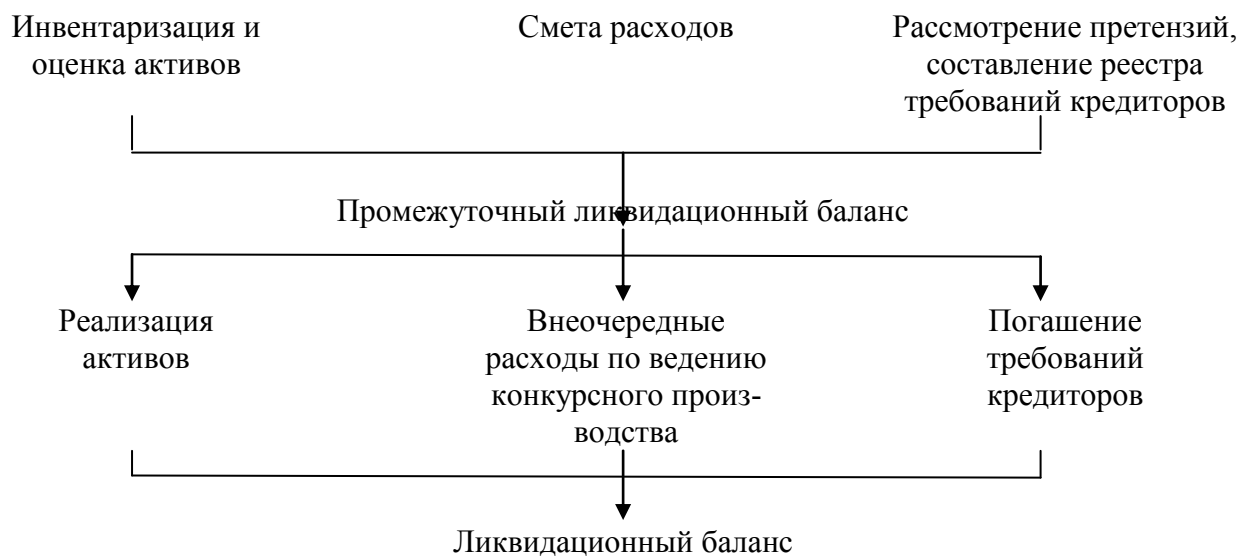 Инвентаризация и
оценка активов
Смета расходов
Рассмотрение претензий,
составление реестра
требований кредиторов
Промежуточный ликвидационный баланс
Реализация
активов
Внеочередные
расходы по ведению
конкурсного произ-
водства
Погашение
требований
кредиторов
Ликвидационный баланс